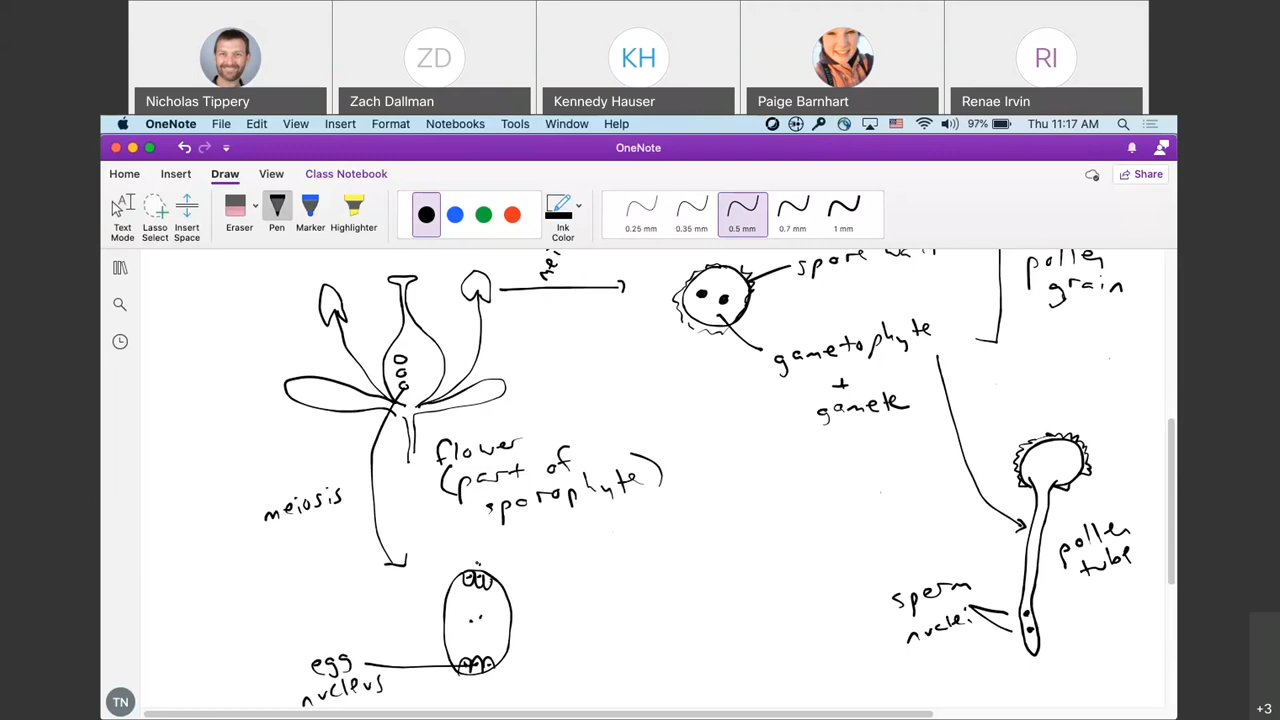 ZD
KH
RI
Nicholas Tippery
Zach Dallman
Kennedy Hauser
Paige Barnhart
Renae Irvin
OneNote File Edit View Insert Format Notebooks Tools Window Help 97% Thu 11:17 AM
OneNote
Home Insert Draw View Class Notebook Share
Text Mode
Lasso Select
Insert Space
Eraser
Pen
Marker
Highlighter
Ink Color
0.25 mm
0.35 mm
0.5 mm
0.7 mm
1 mm
spore wall
pollen
grain
gametophyte
+
gamete
flower
(part of
sporophyte)
meiosis
pollen
tube
sperm
nuclei
egg
nucleus
TN
+3